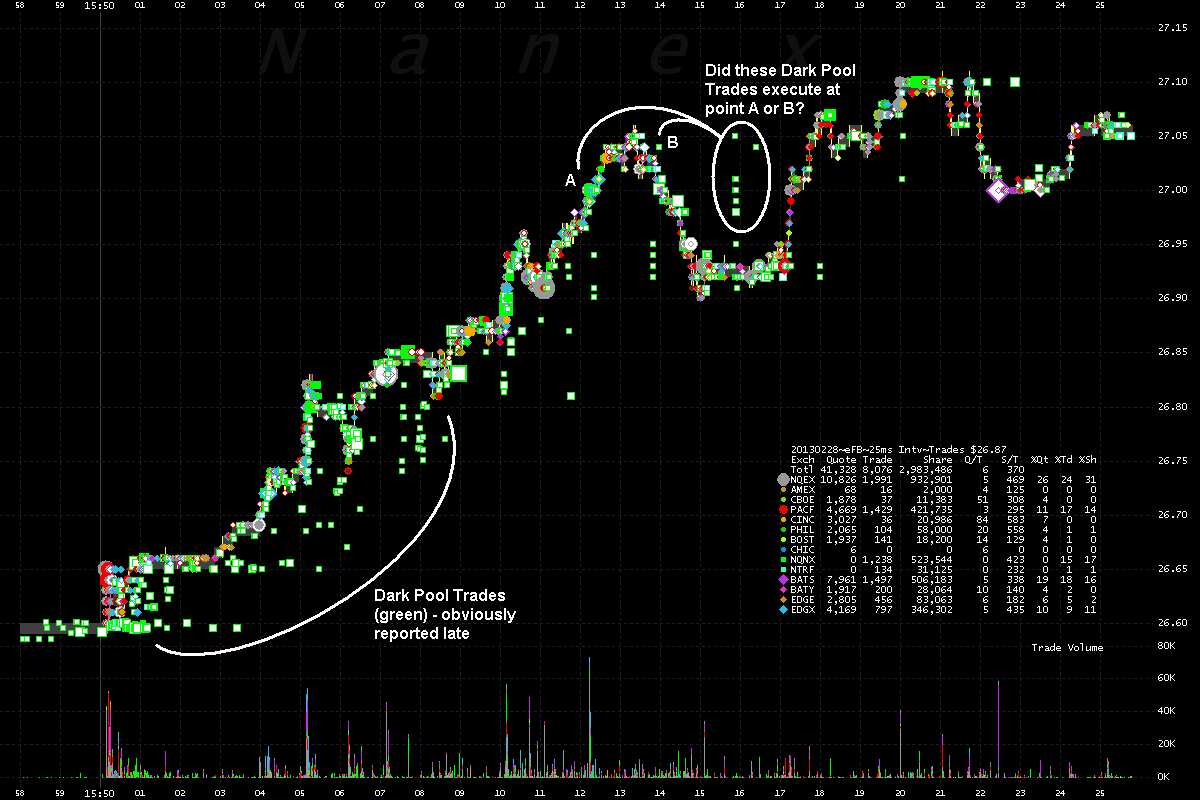 58 59 15:50 01 02 03 04 05 06 07 08 09 10 11 12 13 14 15 16 17 18 19 20 21 22 23 24 25
N a n e x
27.15
27.10
27.05
27.00
26.95
26.90
26.85
26.80
26.75
26.70
26.65
26.60
Did these Dark Pool
Trades execute at
point A or B?
A
B
Dark Pool Trades
(green) - obviously
reported late
20130228~eFB~25ms Intv~Trades $26.87
Exch Quote Trade Share Q/T S/T %Qt %Td %Sh
Totl 41,328 8,076 2,983,486 6 370
NQEX 10,826 1,991 932,901 5 469 26 24 31
AMEX 68 16 2,000 4 125 0 0 0
CBOE 1,878 37 11,383 51 308 4 0 0
PACF 4,669 1,429 421,735 3 295 11 17 14
CINC 3,027 36 20,986 84 583 7 0 0
PHIL 2,065 104 58,000 20 558 4 1 1
BOST 1,937 141 18,200 14 129 4 1 0
CHIC 6 0 0 6 0 0 0
NQNX 0 1,238 523,544 0 423 0 15 17
NTRF 0 134 31,125 0 232 0 1 1
BATS 7,961 1,497 506,183 5 338 19 18 16
BATY 1,917 200 28,064 10 140 4 2 0
EDGE 2,805 456 83,063 6 182 6 5 2
EDGX 4,169 797 346,302 5 435 10 9 11
Trade Volume
80K
60K
40K
20K
0K
58 59 15:50 01 02 03 04 05 06 07 08 09 10 11 12 13 14 15 16 17 18 19 20 21 22 23 24 25